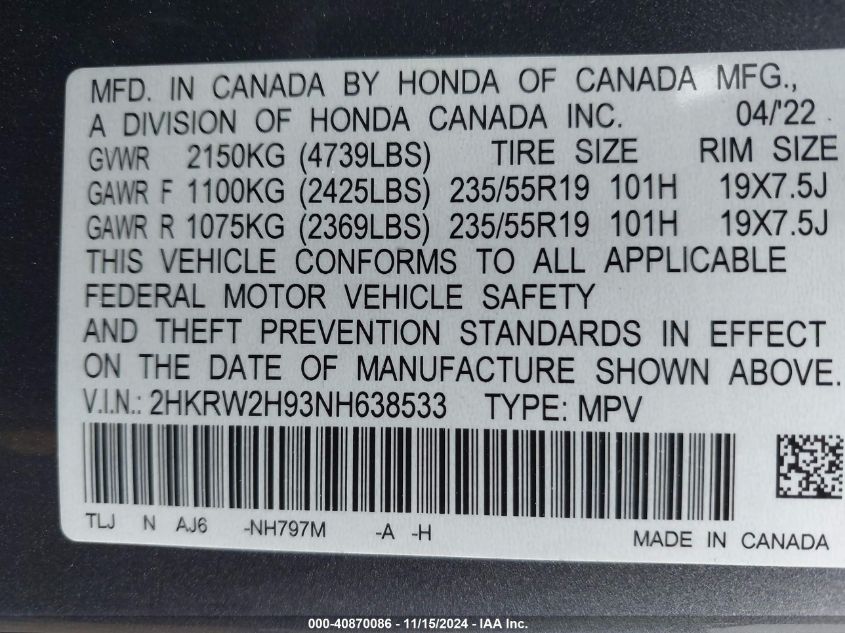 MFD. IN CANADA BY HONDA OF CANADA MFG.,
A DIVISION OF HONDA CANADA INC. 04/'22
GVWR 2150KG (4739LBS) TIRE SIZE RIM SIZE
GAWR F 1100KG (2425LBS) 235/55R19 101H 19X7.5J
GAWR R 1075KG (2369LBS) 235/55R19 101H 19X7.5J
THIS VEHICLE CONFORMS TO ALL APPLICABLE
FEDERAL MOTOR VEHICLE SAFETY
AND THEFT PREVENTION STANDARDS IN EFFECT
ON THE DATE OF MANUFACTURE SHOWN ABOVE.
V.I.N.: 2HKRW2H93NH638533 TYPE: MPV
TLJ N AJ6 -NH797M -A -H
MADE IN CANADA
000-40870086 - 11/15/2024 - IAA Inc.